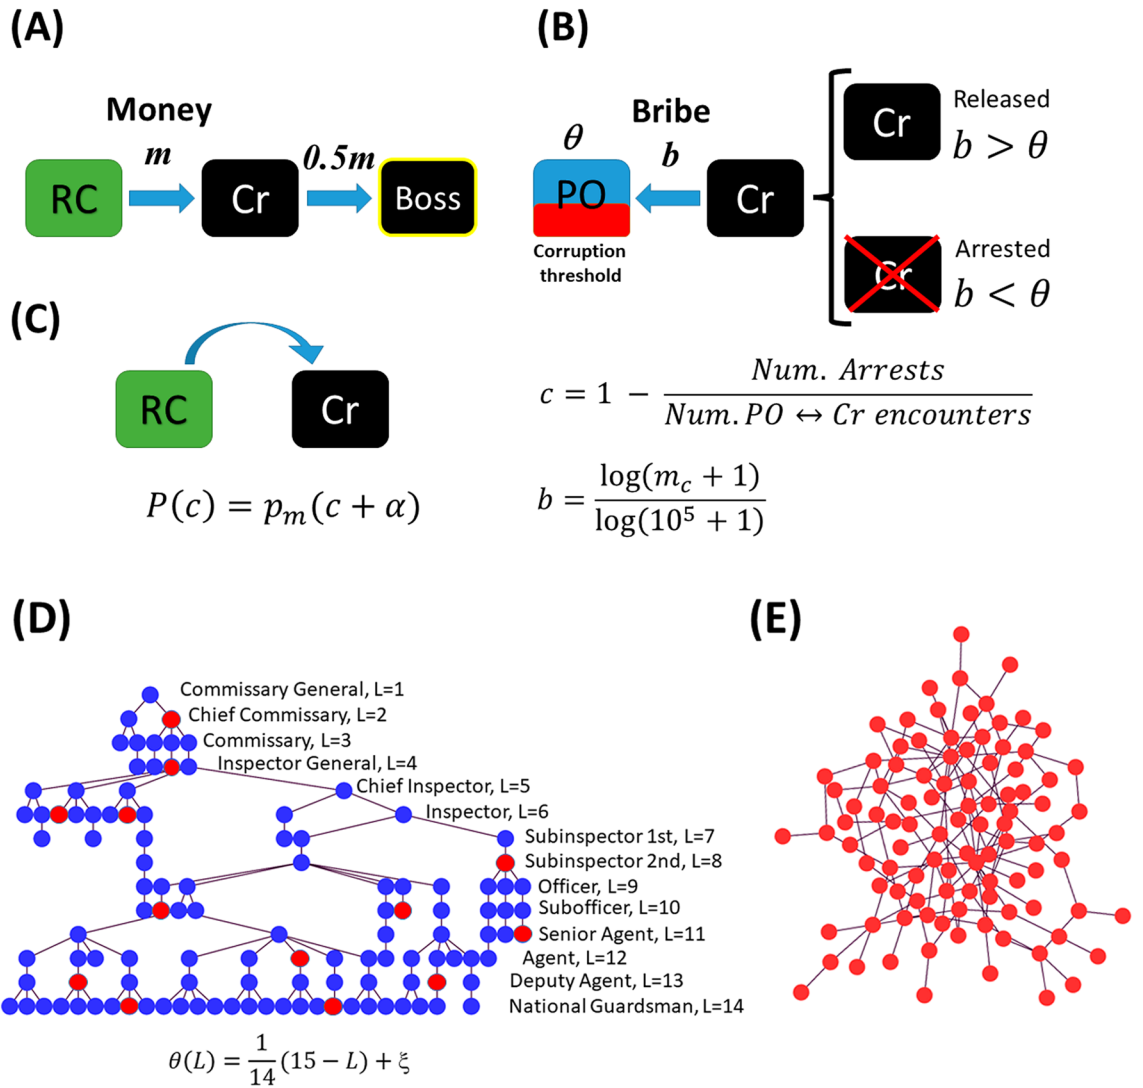 (A)
Money
m
0.5m
RC
Cr
Boss
(B)
θ
Bribe
b
PO
Cr
Corruption
threshold
Cr
Released
b > θ
Cr
Arrested
b < θ
(C)
RC
Cr
P(c) = pₘ(c + α)
c = 1 − Num. Arrests / Num. PO ↔ Cr encounters
b = log(m_c + 1) / log(10⁵ + 1)
(D)
Commissary General, L=1
Chief Commissary, L=2
Commissary, L=3
Inspector General, L=4
Chief Inspector, L=5
Inspector, L=6
Subinspector 1st, L=7
Subinspector 2nd, L=8
Officer, L=9
Subofficer, L=10
Senior Agent, L=11
Agent, L=12
Deputy Agent, L=13
National Guardsman, L=14
θ(L) = 1/14 (15 − L) + ξ
(E)